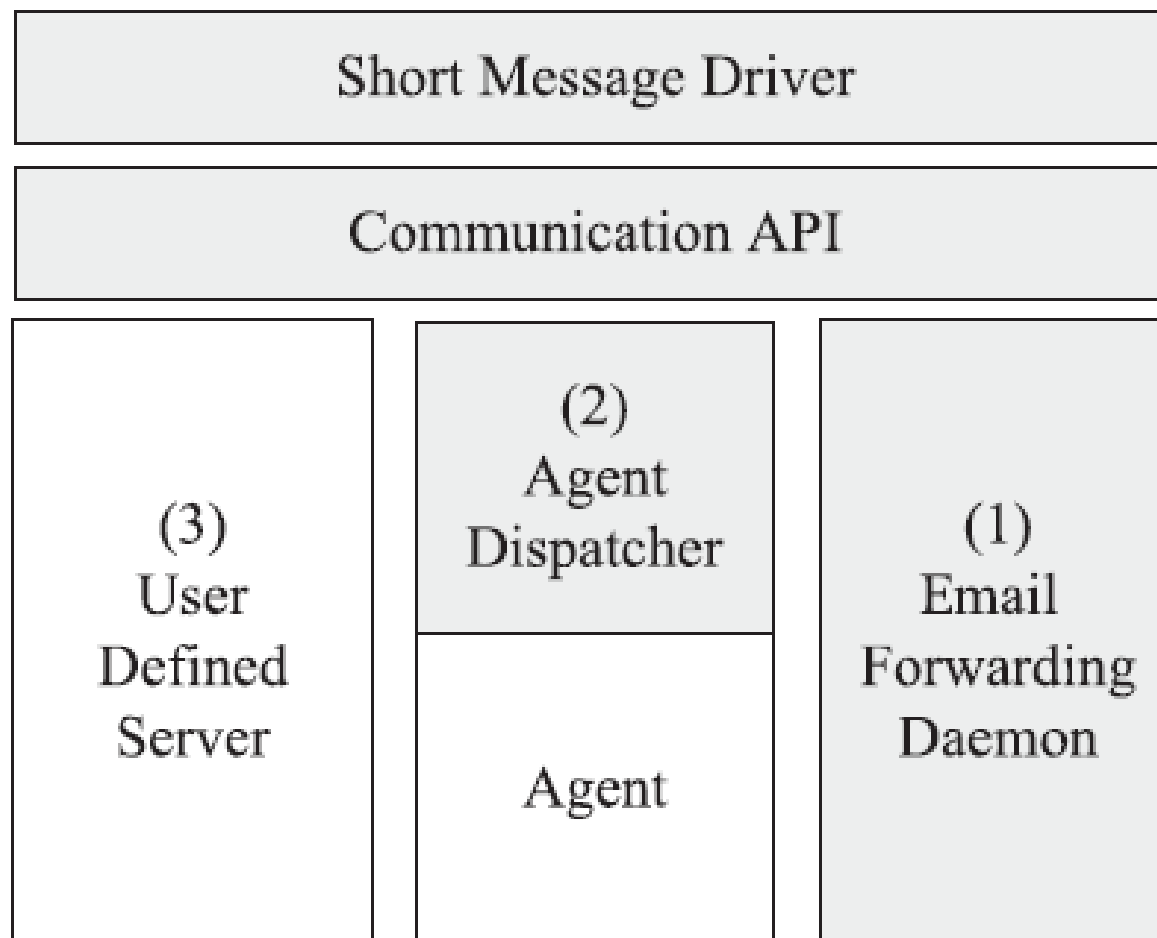 Short Message Driver
Communication API
(3)
User
Defined
Server
(2)
Agent
Dispatcher
Agent
(1)
Email
Forwarding
Daemon